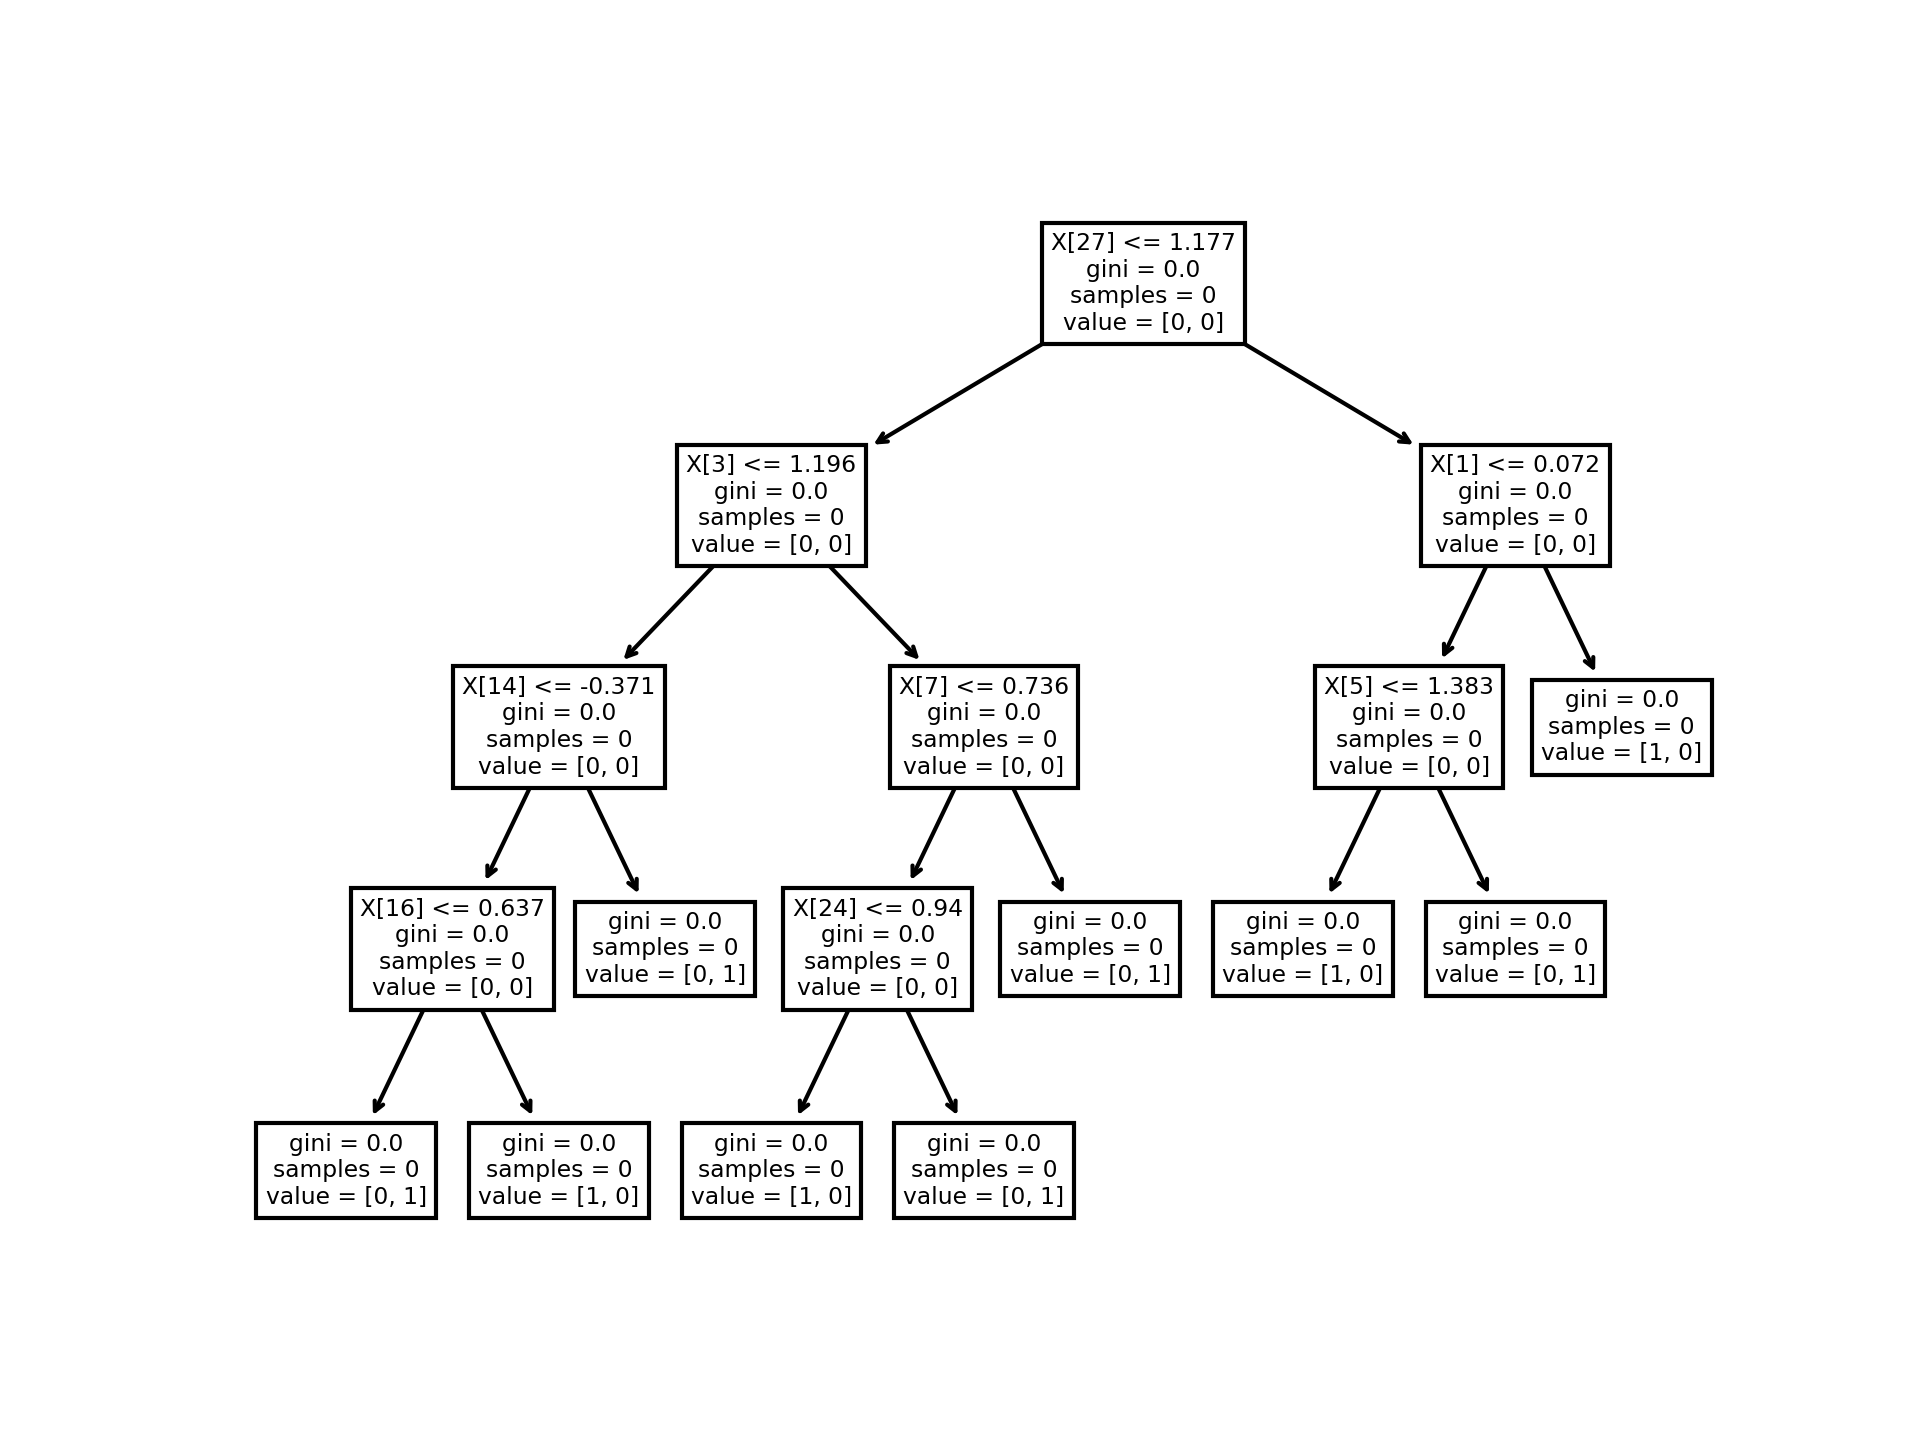 X[27] <= 1.177
gini = 0.0
samples = 0
value = [0, 0]
X[3] <= 1.196
gini = 0.0
samples = 0
value = [0, 0]
X[1] <= 0.072
gini = 0.0
samples = 0
value = [0, 0]
X[14] <= -0.371
gini = 0.0
samples = 0
value = [0, 0]
X[7] <= 0.736
gini = 0.0
samples = 0
value = [0, 0]
X[5] <= 1.383
gini = 0.0
samples = 0
value = [0, 0]
gini = 0.0
samples = 0
value = [1, 0]
X[16] <= 0.637
gini = 0.0
samples = 0
value = [0, 0]
gini = 0.0
samples = 0
value = [0, 1]
X[24] <= 0.94
gini = 0.0
samples = 0
value = [0, 0]
gini = 0.0
samples = 0
value = [0, 1]
gini = 0.0
samples = 0
value = [1, 0]
gini = 0.0
samples = 0
value = [0, 1]
gini = 0.0
samples = 0
value = [0, 1]
gini = 0.0
samples = 0
value = [1, 0]
gini = 0.0
samples = 0
value = [1, 0]
gini = 0.0
samples = 0
value = [0, 1]